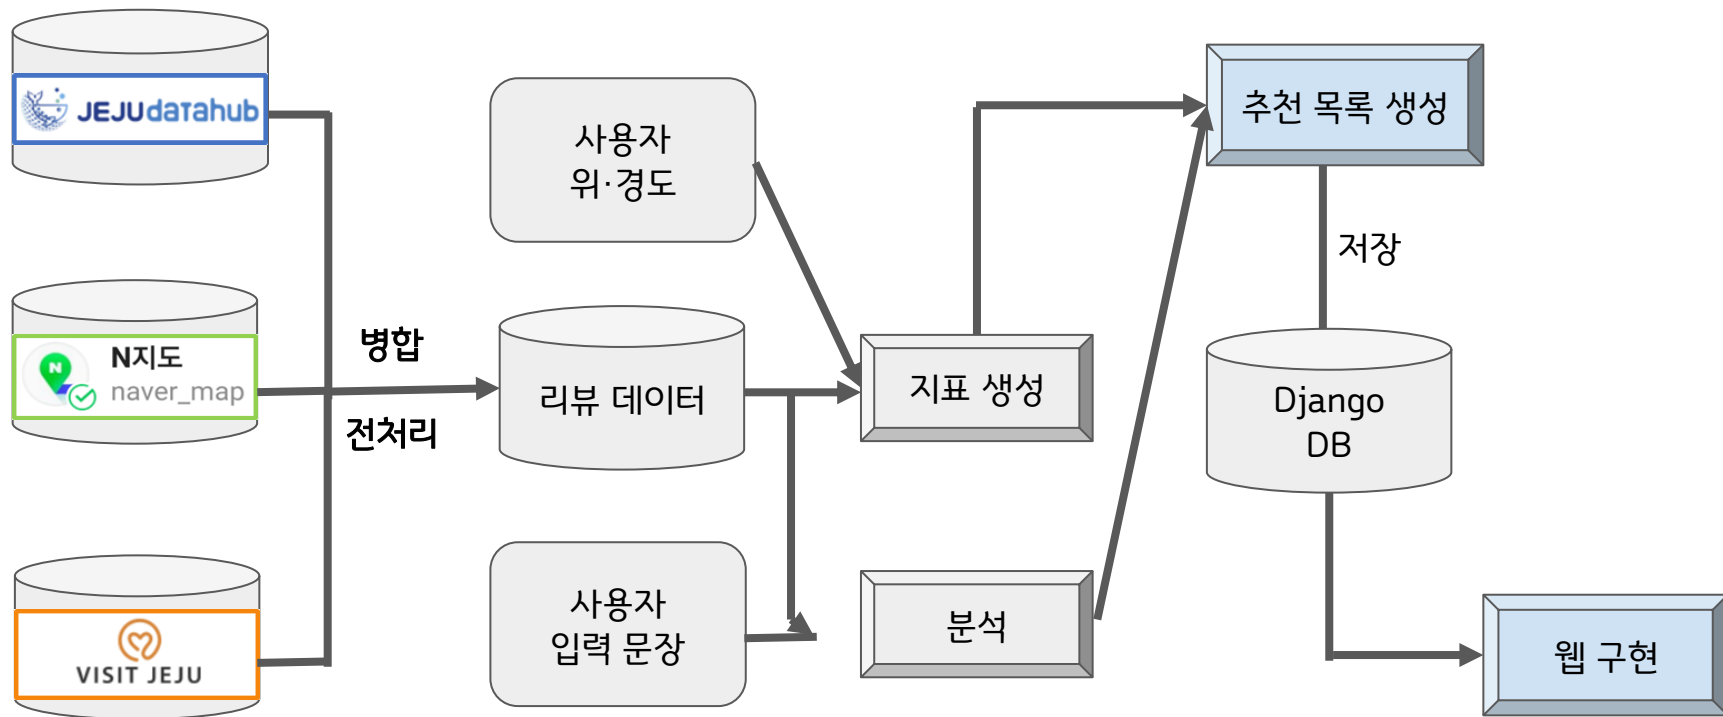 JEJUdaTahub
N지도
naver_map
VISIT JEJU
병합
전처리
사용자
위·경도
리뷰 데이터
사용자
입력 문장
지표 생성
분석
추천 목록 생성
저장
Django
DB
웹 구현